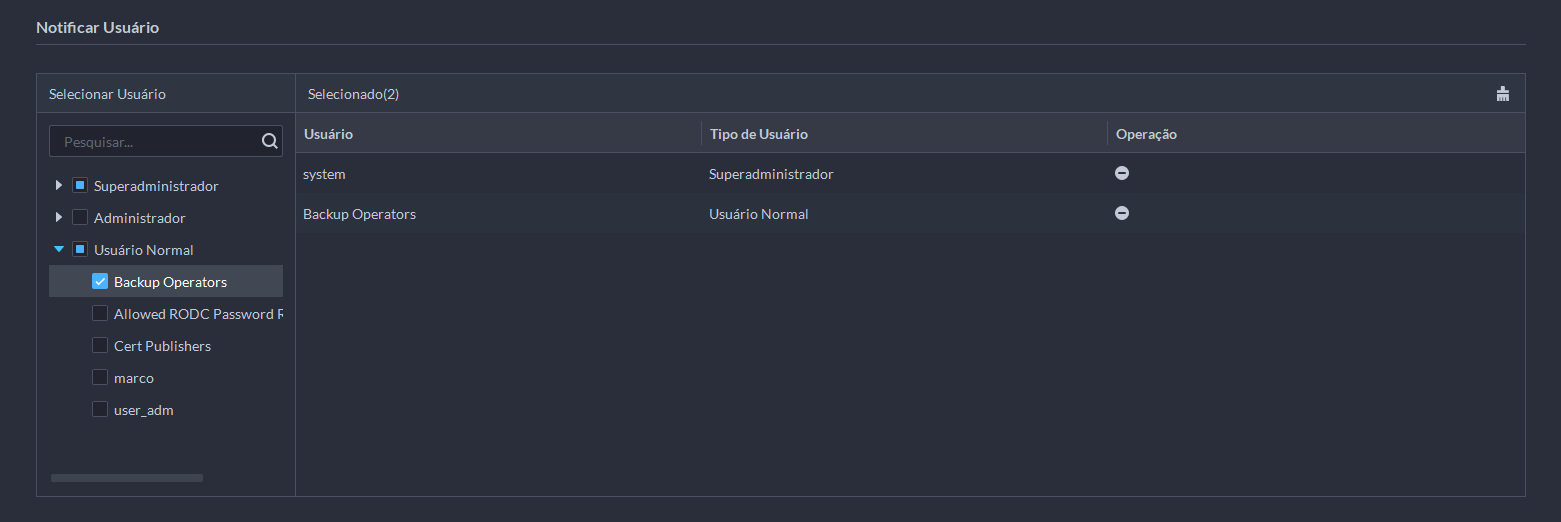 Notificar Usuário
Selecionar Usuário
Selecionado(2)
Pesquisar...
Usuário
Tipo de Usuário
Operação
Superadministrador
Administrador
Usuário Normal
Backup Operators
Allowed RODC Password R
Cert Publishers
marco
user_adm
system
Superadministrador
Backup Operators
Usuário Normal